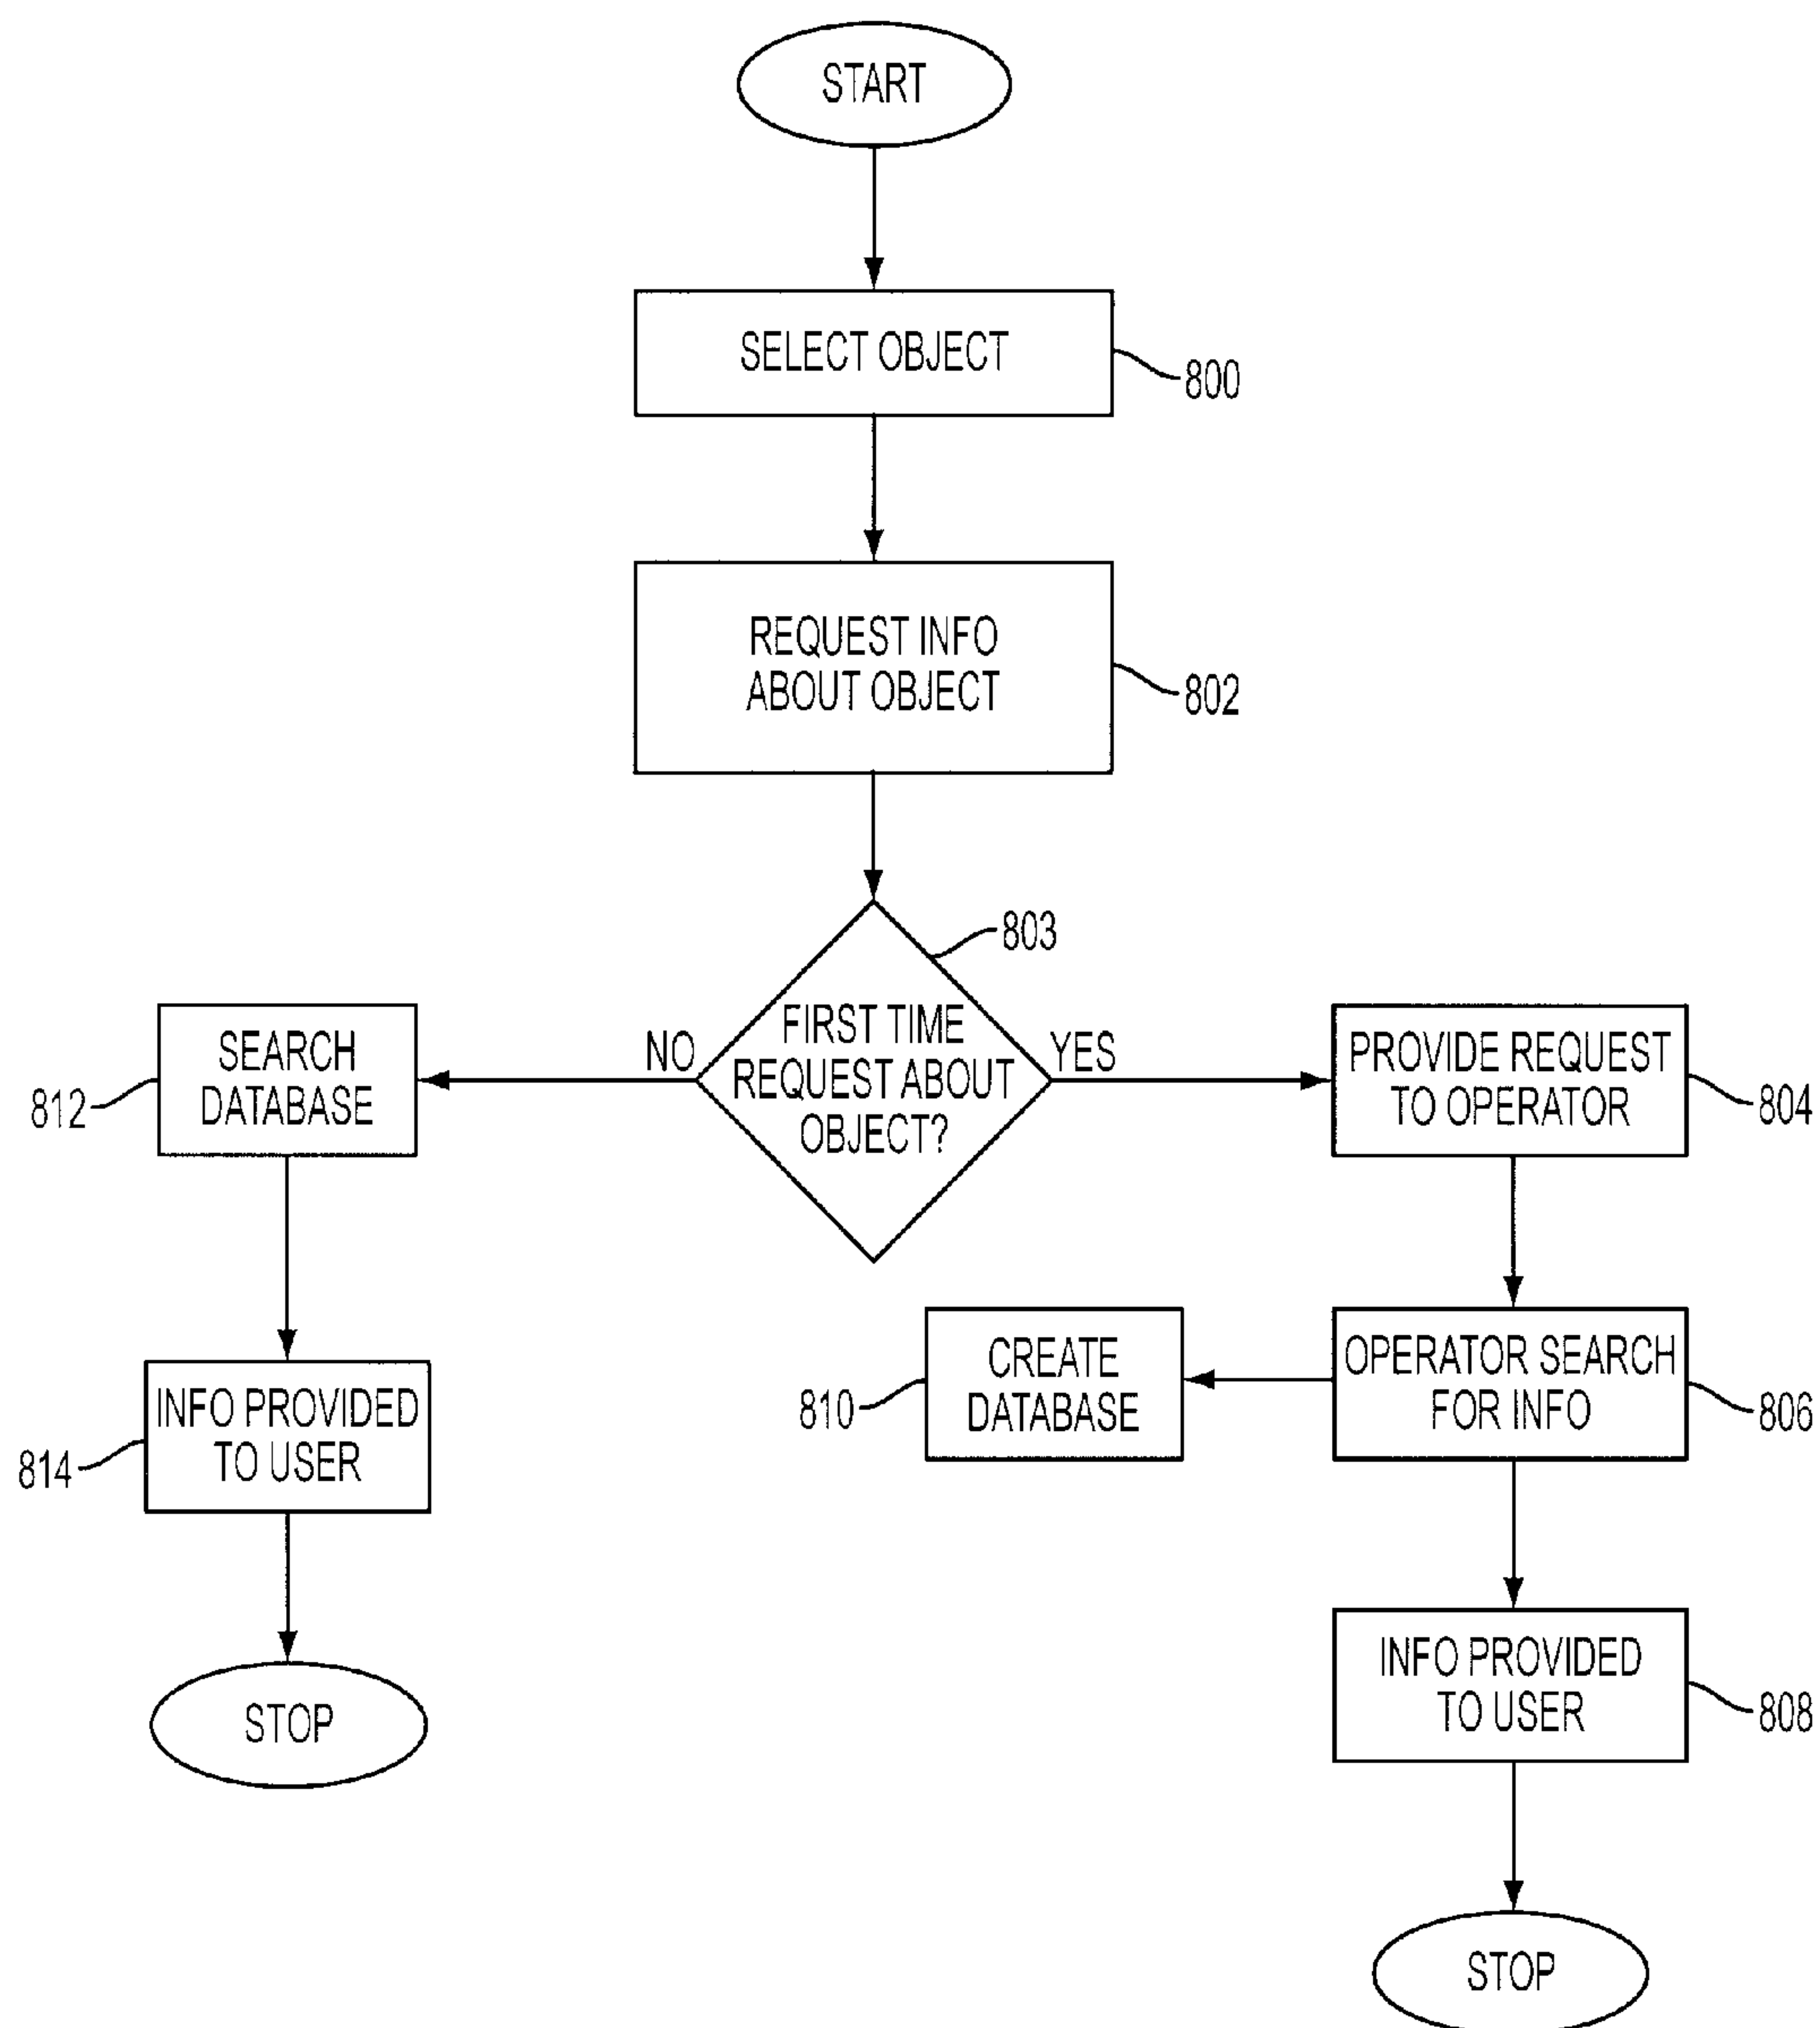 START
SELECT OBJECT
800
REQUEST INFO
ABOUT OBJECT
802
803
FIRST TIME
REQUEST ABOUT
OBJECT?
NO
YES
SEARCH
DATABASE
812
PROVIDE REQUEST
TO OPERATOR
804
CREATE
DATABASE
810
OPERATOR SEARCH
FOR INFO
806
INFO PROVIDED
TO USER
814
INFO PROVIDED
TO USER
808
STOP
STOP